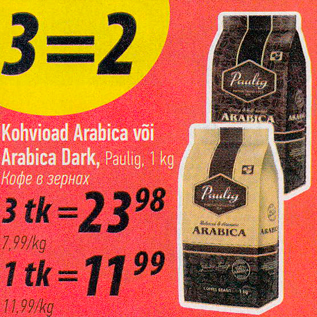 3=2
Kohvioad Arabica või
Arabica Dark, Paulig, 1 kg
Кофе в зернах
3 tk =23 98
7,99/kg
1 tk =11 99
11,99/kg
Paulig
ARABICA
Paulig
ARABICA